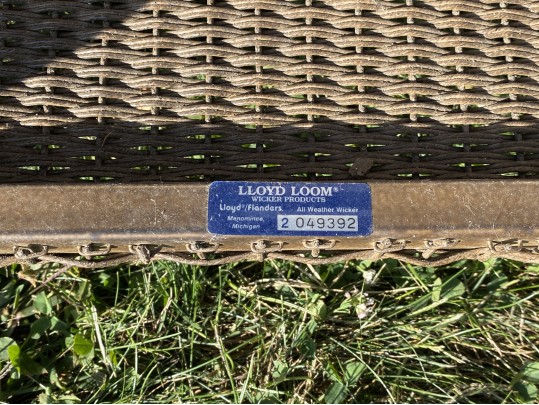 LLOYD LOOM®
WICKER PRODUCTS
Lloyd®/Flanders All Weather Wicker
Menominee, Michigan
2 049392